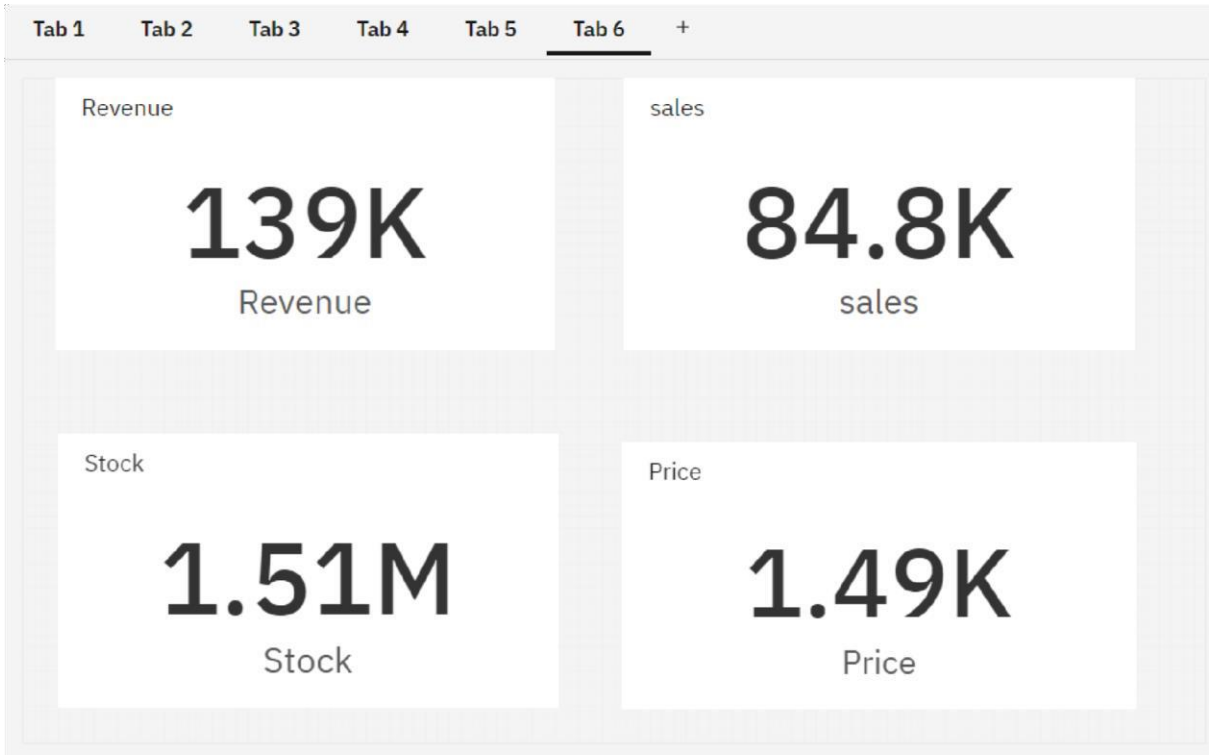 Tab 1 Tab 2 Tab 3 Tab 4 Tab 5 Tab 6 +
Revenue
139K
Revenue
sales
84.8K
sales
Stock
1.51M
Stock
Price
1.49K
Price